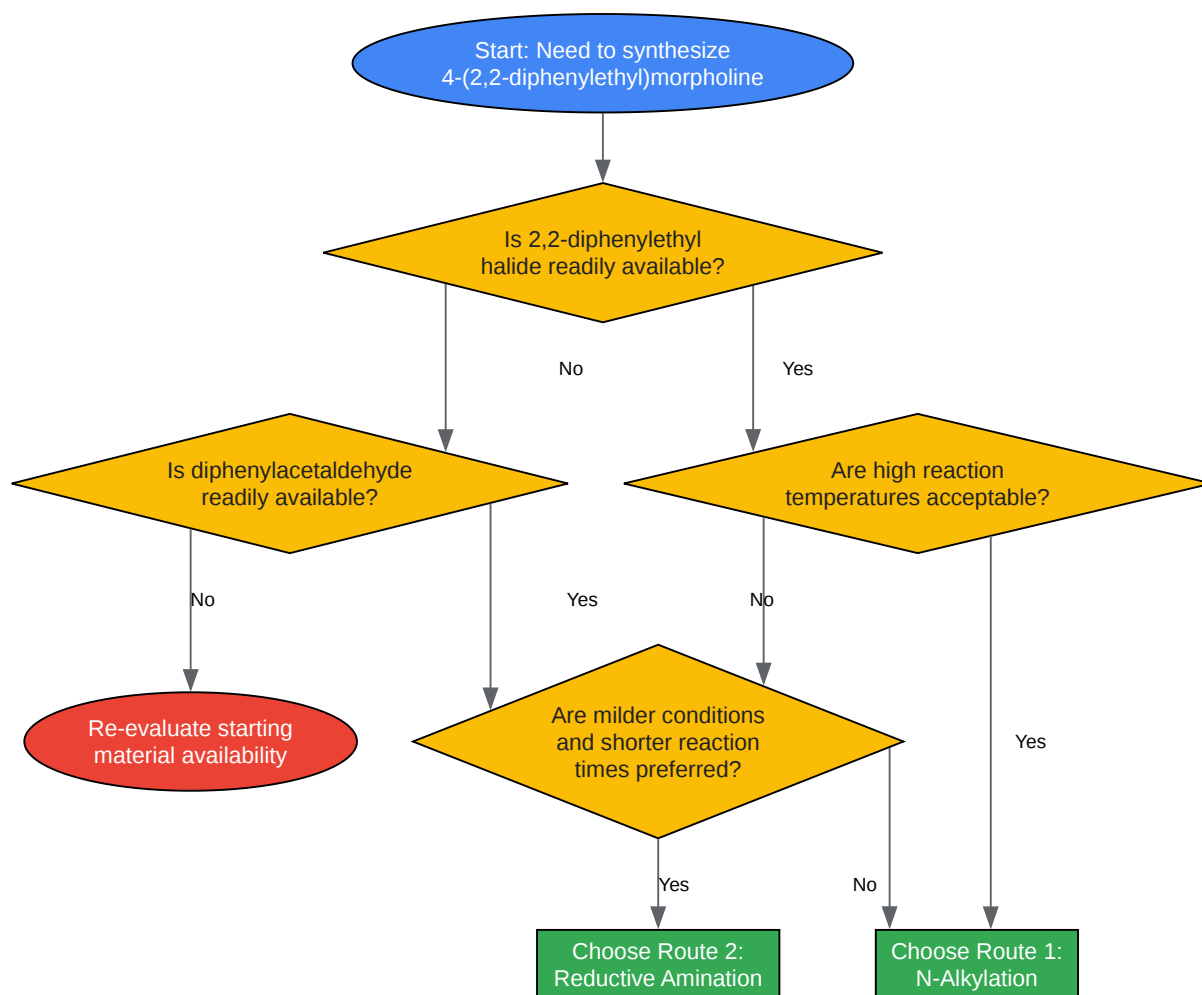 Start: Need to synthesize
4-(2,2-diphenylethyl)morpholine
Is 2,2-diphenylethyl
halide readily available?
No
Yes
Is diphenylacetaldehyde
readily available?
Are high reaction
temperatures acceptable?
No
Yes
No
Re-evaluate starting
material availability
Are milder conditions
and shorter reaction
times preferred?
Yes
Yes
No
Choose Route 2:
Reductive Amination
Choose Route 1:
N-Alkylation